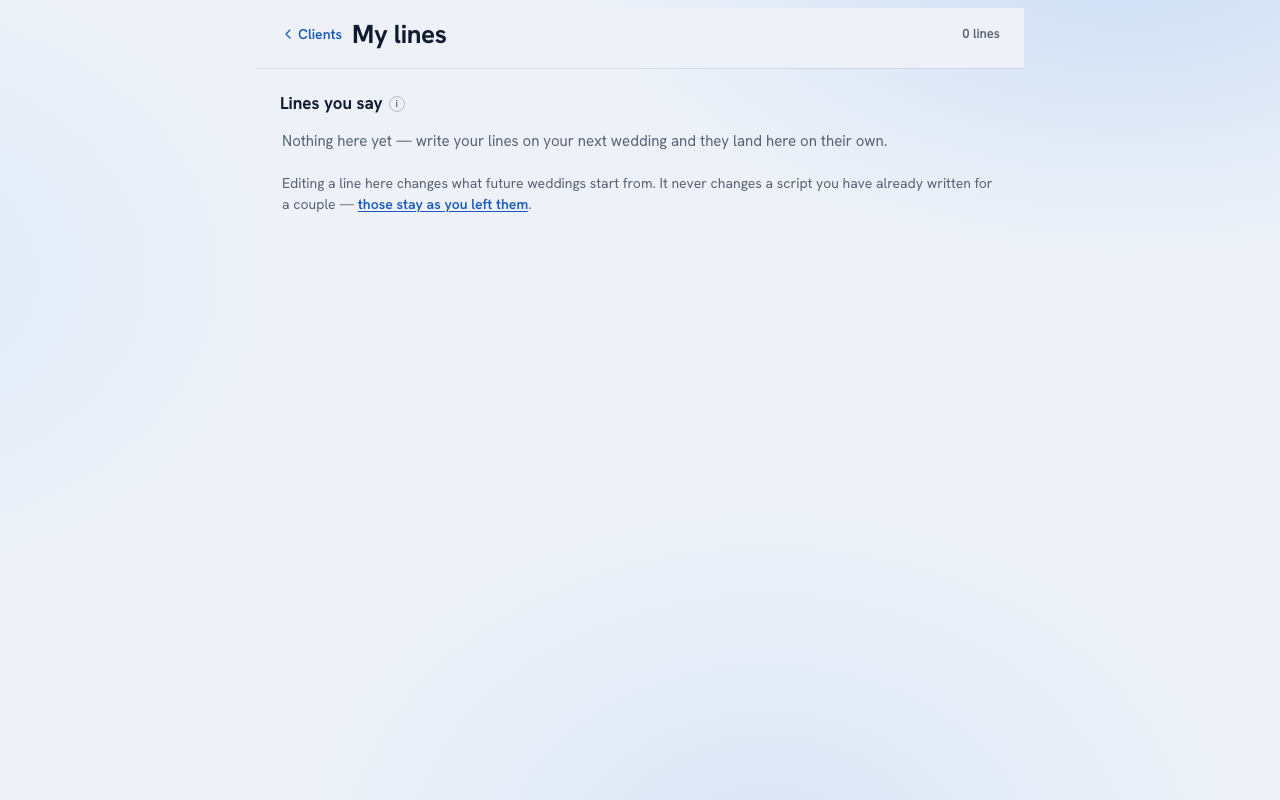 Clients My lines 0 lines
Lines you say i
Nothing here yet — write your lines on your next wedding and they land here on their own.
Editing a line here changes what future weddings start from. It never changes a script you have already written for
a couple — those stay as you left them.